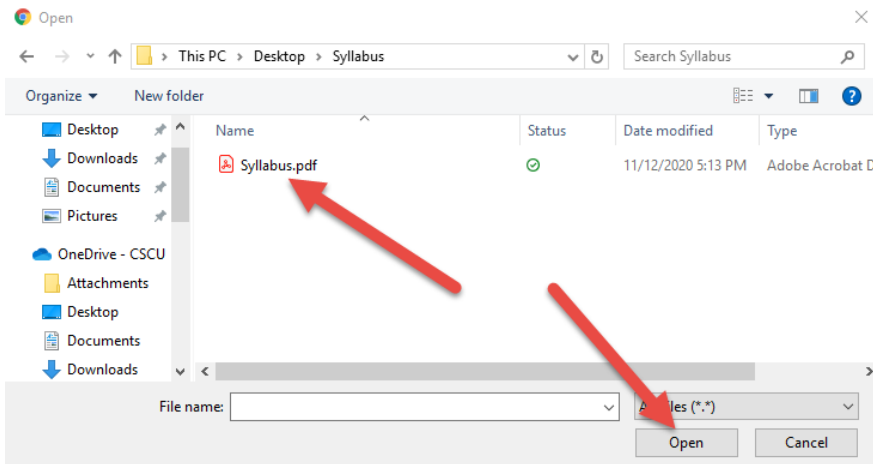 Open
This PC > Desktop > Syllabus
Search Syllabus
Organize
New folder
Name
Status
Date modified
Type
Desktop
Downloads
Documents
Pictures
OneDrive - CSCU
Attachments
Desktop
Documents
Downloads
Syllabus.pdf
11/12/2020 5:13 PM
Adobe Acrobat D
File name:
(*.*)
Open
Cancel